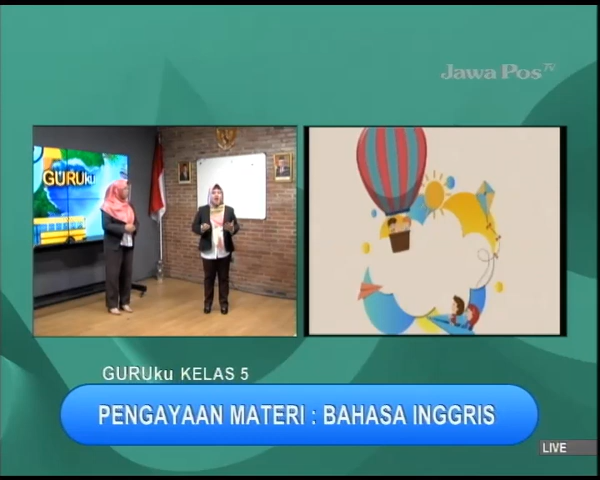 Jawa Pos TV
GURUku
GURUku KELAS 5
PENGAYAAN MATERI : BAHASA INGGRIS
LIVE